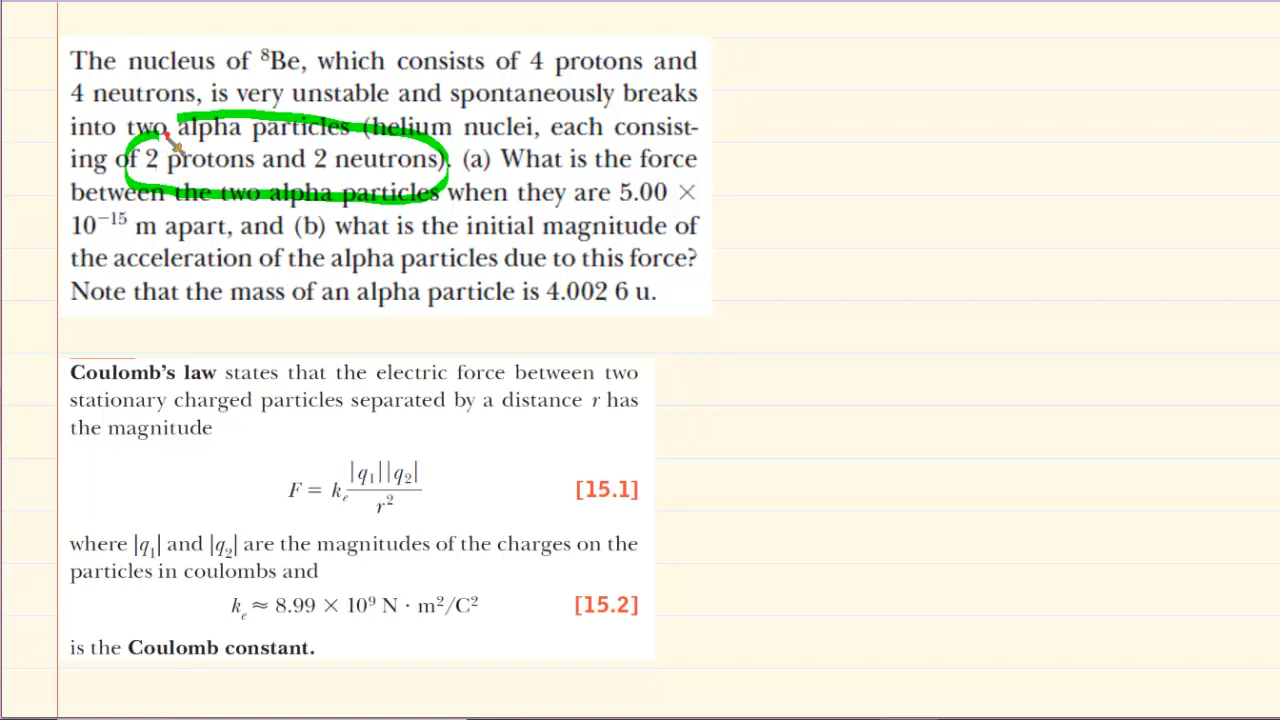 The nucleus of ⁸Be, which consists of 4 protons and
4 neutrons, is very unstable and spontaneously breaks
into two alpha particles (helium nuclei, each consist-
ing of 2 protons and 2 neutrons). (a) What is the force
between the two alpha particles when they are 5.00 ×
10⁻¹⁵ m apart, and (b) what is the initial magnitude of
the acceleration of the alpha particles due to this force?
Note that the mass of an alpha particle is 4.002 6 u.
Coulomb's law states that the electric force between two
stationary charged particles separated by a distance r has
the magnitude
F = kₑ |q₁||q₂| / r² [15.1]
where |q₁| and |q₂| are the magnitudes of the charges on the
particles in coulombs and
kₑ ≈ 8.99 × 10⁹ N · m²/C² [15.2]
is the Coulomb constant.